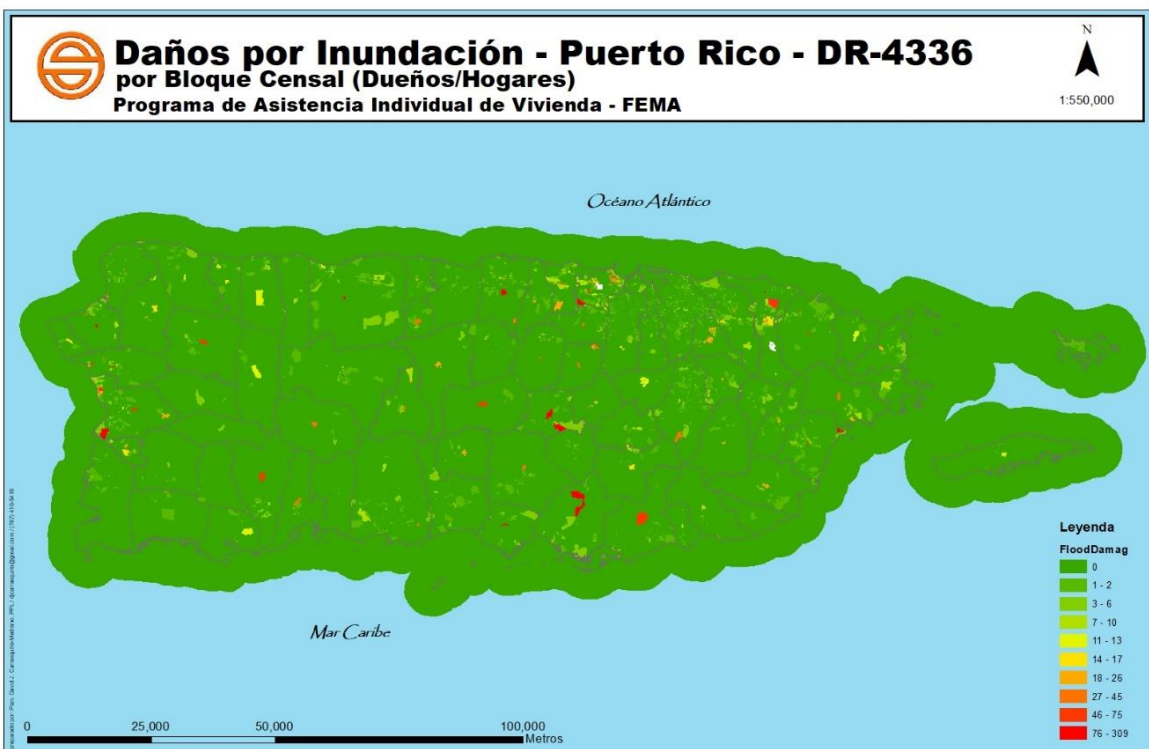 Daños por Inundación - Puerto Rico - DR-4336
por Bloque Censal (Dueños/Hogares)
Programa de Asistencia Individual de Vivienda - FEMA
N
1:550,000
Océano Atlántico
Mar Caribe
Leyenda
FloodDamag
0
1 - 2
3 - 6
7 - 10
11 - 13
14 - 17
18 - 26
27 - 45
46 - 75
76 - 309
0 25,000 50,000 100,000
Metros